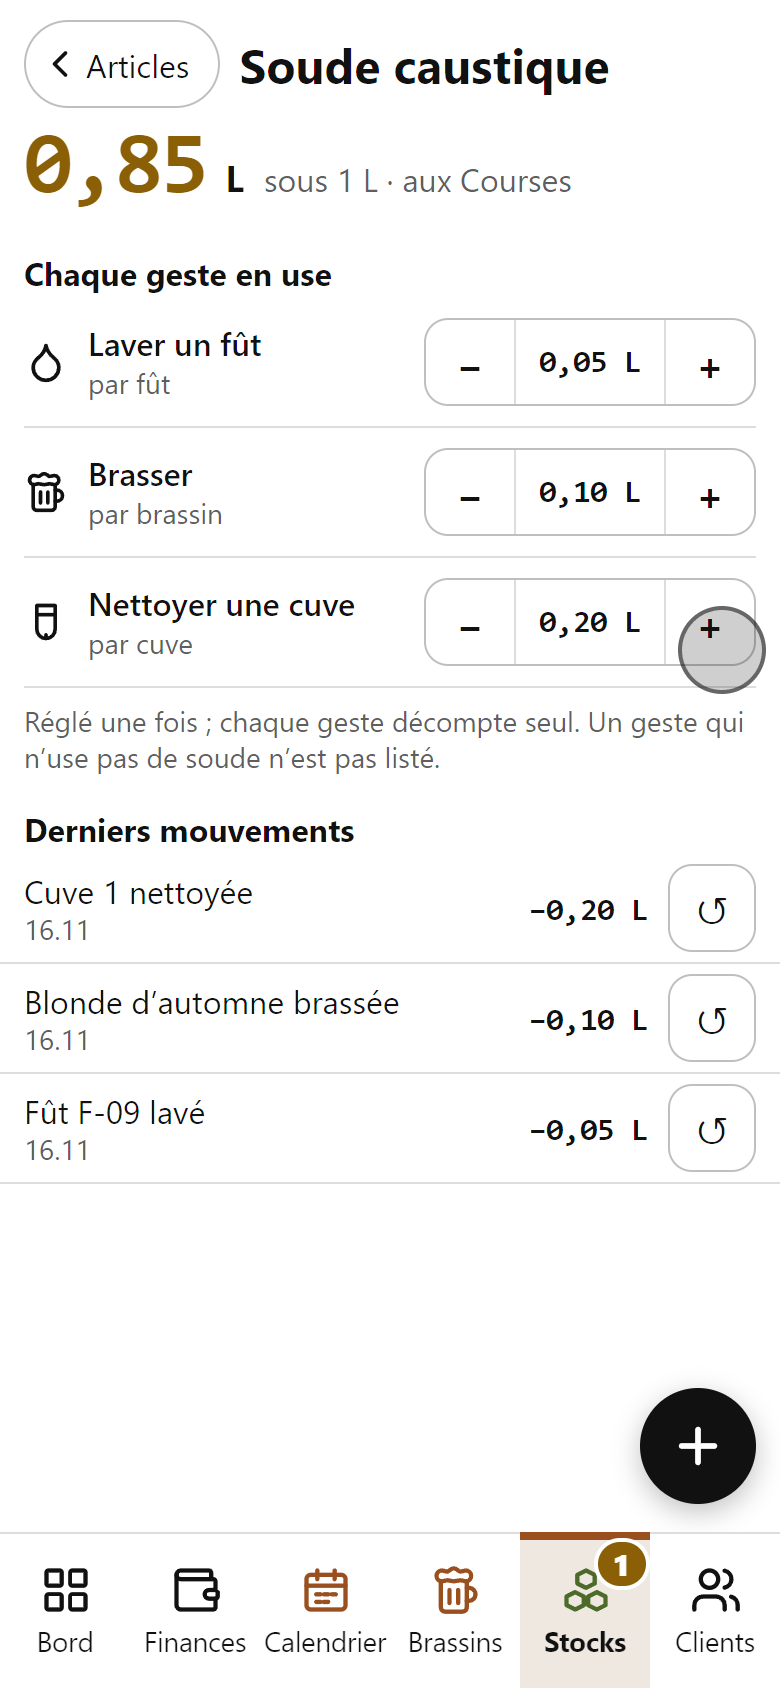 Articles
Soude caustique
0,85 L sous 1 L · aux Courses
Chaque geste en use
Laver un fût
par fût
− 0,05 L +
Brasser
par brassin
− 0,10 L +
Nettoyer une cuve
par cuve
− 0,20 L +
Réglé une fois ; chaque geste décompte seul. Un geste qui
n’use pas de soude n’est pas listé.
Derniers mouvements
Cuve 1 nettoyée
16.11
−0,20 L
Blonde d’automne brassée
16.11
−0,10 L
Fût F-09 lavé
16.11
−0,05 L
+
1
Bord Finances Calendrier Brassins Stocks Clients